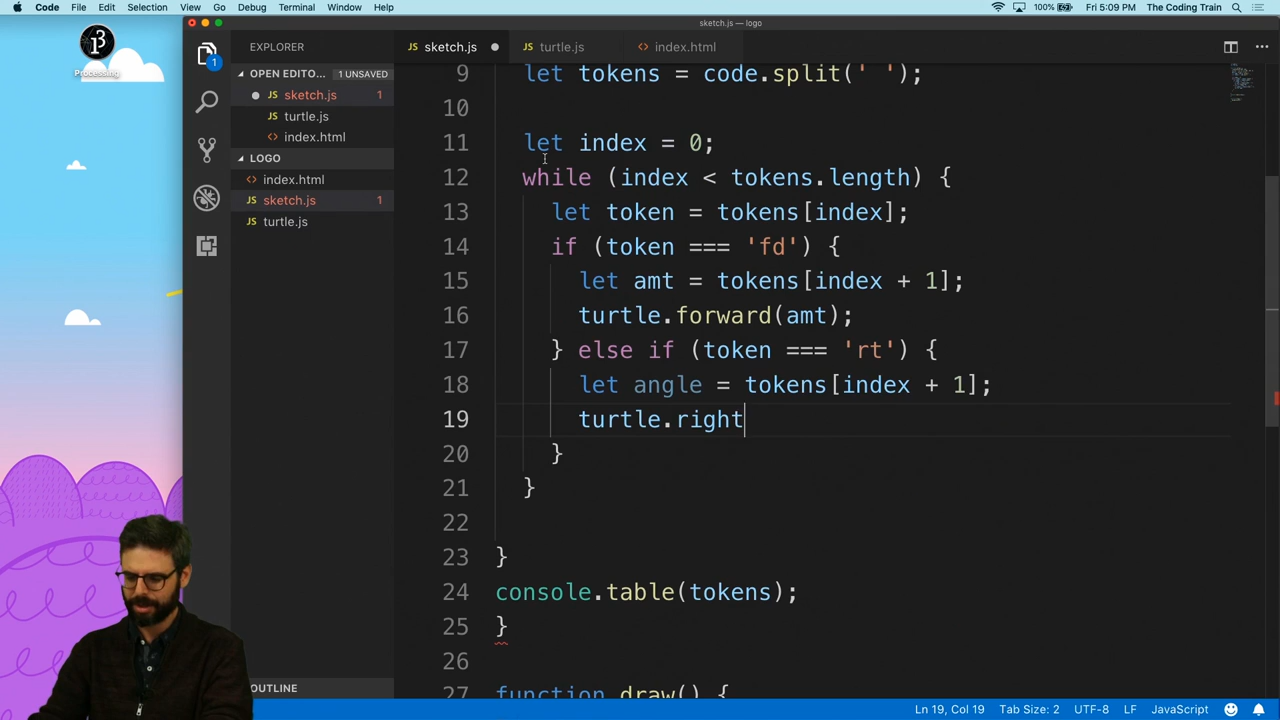 Code File Edit Selection View Go Debug Terminal Window Help 100% Fri 5:09 PM The Coding Train
sketch.js — logo
Processing
EXPLORER
sketch.js
turtle.js
index.html
OPEN EDITO... 1 UNSAVED
sketch.js 1
turtle.js
index.html
LOGO
index.html
sketch.js 1
turtle.js
1
OUTLINE
9 let tokens = code.split(' ');
10
11 let index = 0;
12 while (index < tokens.length) {
13 let token = tokens[index];
14 if (token === 'fd') {
15 let amt = tokens[index + 1];
16 turtle.forward(amt);
17 } else if (token === 'rt') {
18 let angle = tokens[index + 1];
19 turtle.right
20 }
21 }
22
23 }
24 console.table(tokens);
25 }
26
27 function draw() {
Ln 19, Col 19 Tab Size: 2 UTF-8 LF JavaScript